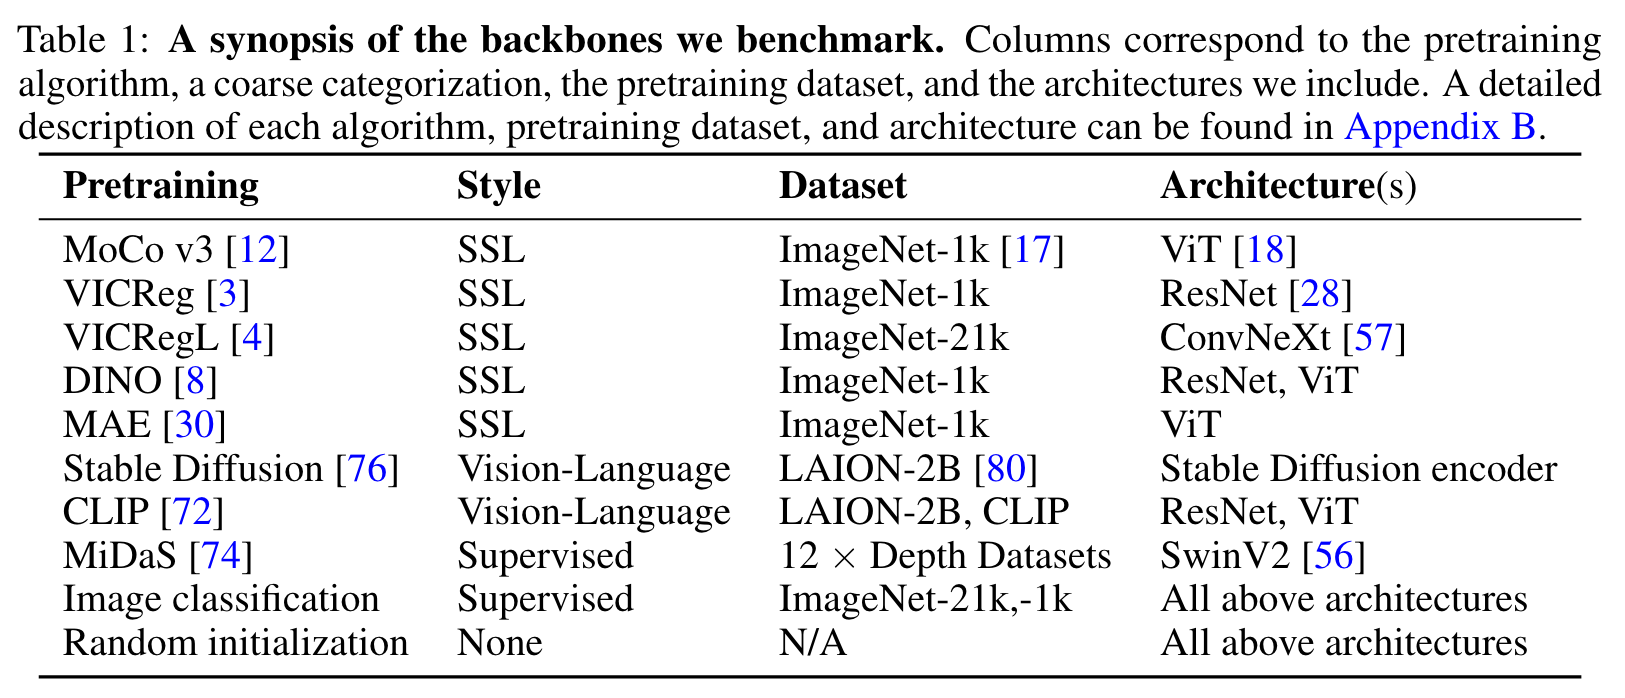 Table 1: A synopsis of the backbones we benchmark. Columns correspond to the pretraining
algorithm, a coarse categorization, the pretraining dataset, and the architectures we include. A detailed
description of each algorithm, pretraining dataset, and architecture can be found in Appendix B.
Pretraining Style Dataset Architecture(s)
MoCo v3 [12] SSL ImageNet-1k [17] ViT [18]
VICReg [3] SSL ImageNet-1k ResNet [28]
VICRegL [4] SSL ImageNet-21k ConvNeXt [57]
DINO [8] SSL ImageNet-1k ResNet, ViT
MAE [30] SSL ImageNet-1k ViT
Stable Diffusion [76] Vision-Language LAION-2B [80] Stable Diffusion encoder
CLIP [72] Vision-Language LAION-2B, CLIP ResNet, ViT
MiDaS [74] Supervised 12 × Depth Datasets SwinV2 [56]
Image classification Supervised ImageNet-21k,-1k All above architectures
Random initialization None N/A All above architectures